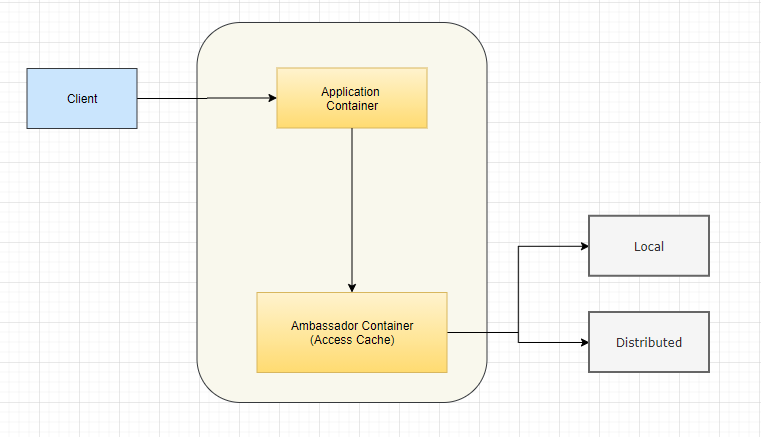 Client
Application
Container
Ambassador Container
(Access Cache)
Local
Distributed